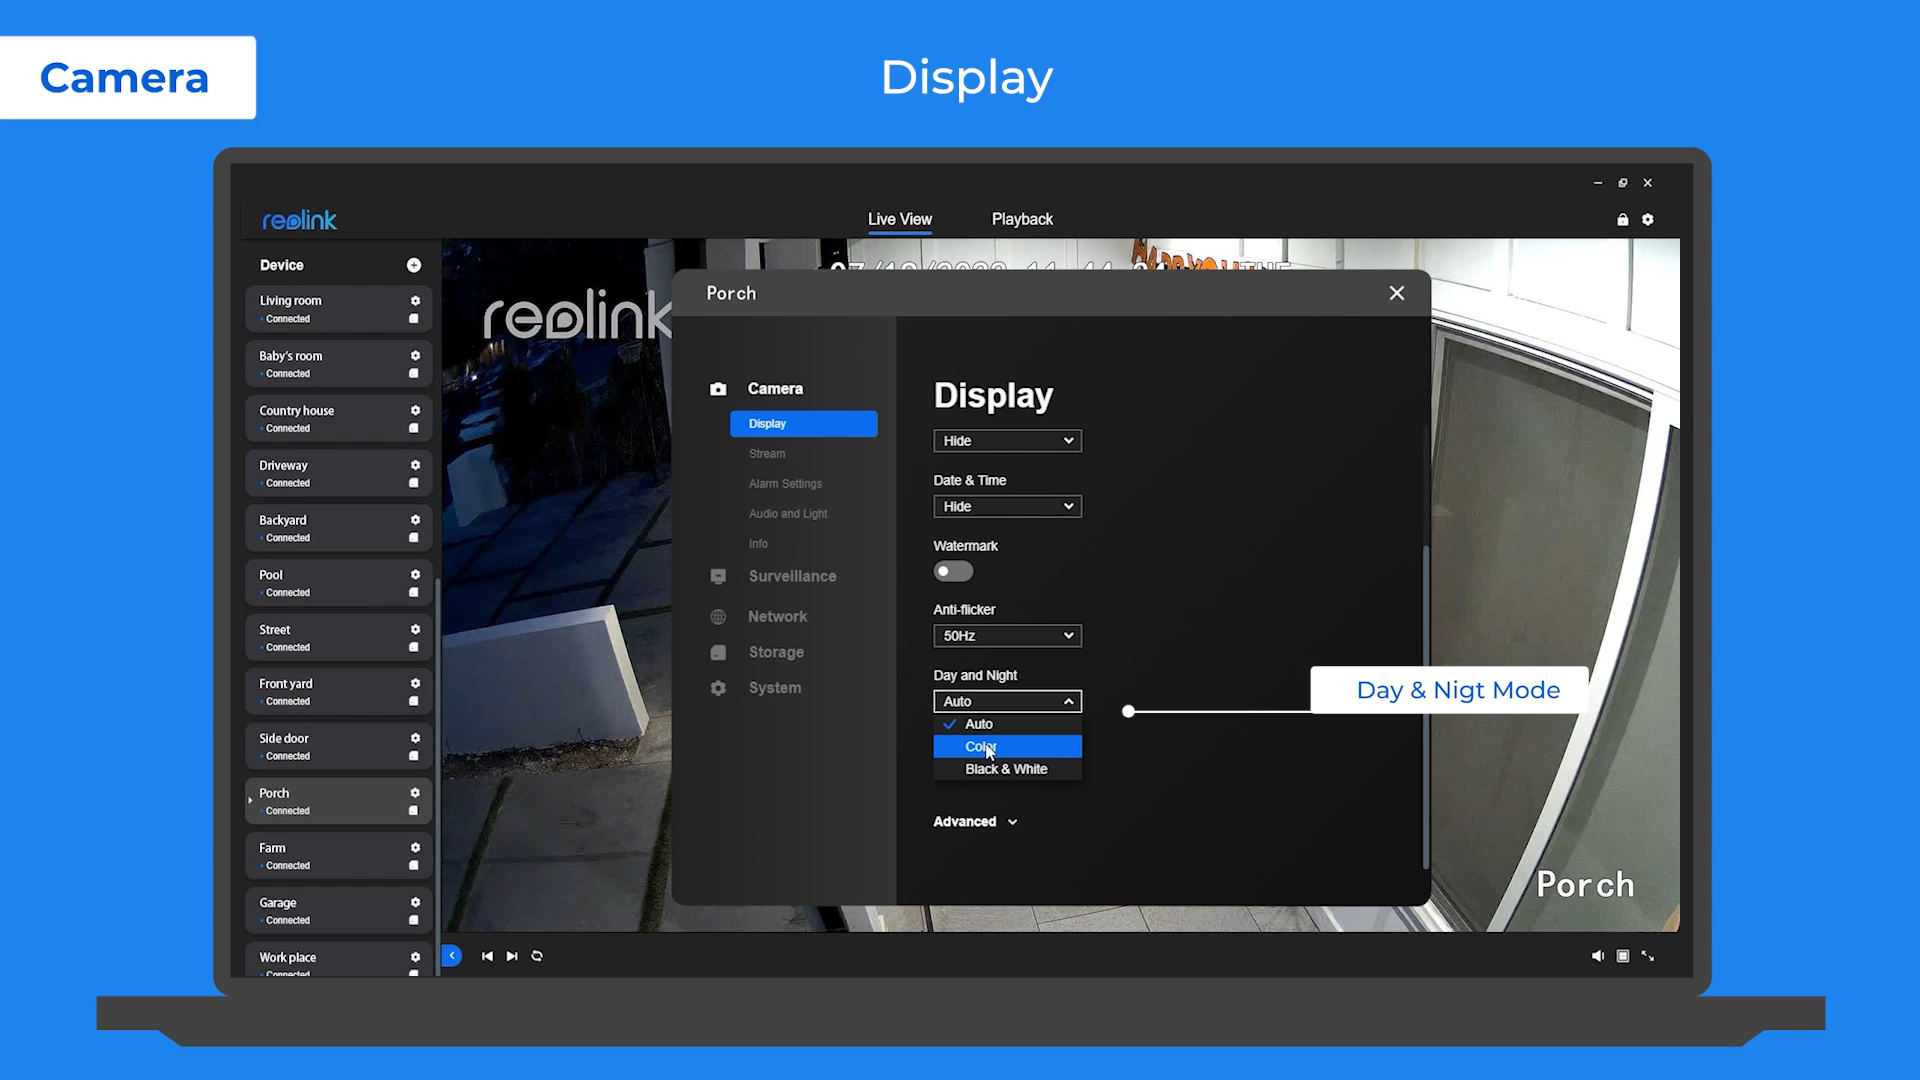 Camera
Display
reolink
Live View
Playback
Device
Living room
Connected
Baby's room
Connected
Country house
Connected
Driveway
Connected
Backyard
Connected
Pool
Connected
Street
Connected
Front yard
Connected
Side door
Connected
Porch
Connected
Farm
Connected
Garage
Connected
Work place
Connected
reolink
Porch
Camera
Display
Stream
Alarm Settings
Audio and Light
Info
Surveillance
Network
Storage
System
Display
Hide
Date & Time
Hide
Watermark
Anti-flicker
50Hz
Day and Night
Auto
Auto
Color
Black & White
Advanced
Day & Nigt Mode
Porch